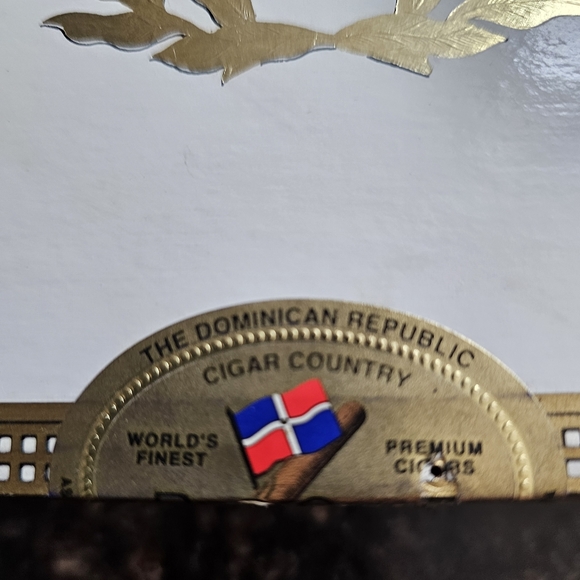 THE DOMINICAN REPUBLIC
CIGAR COUNTRY
WORLD'S
FINEST
PREMIUM
CIGARS